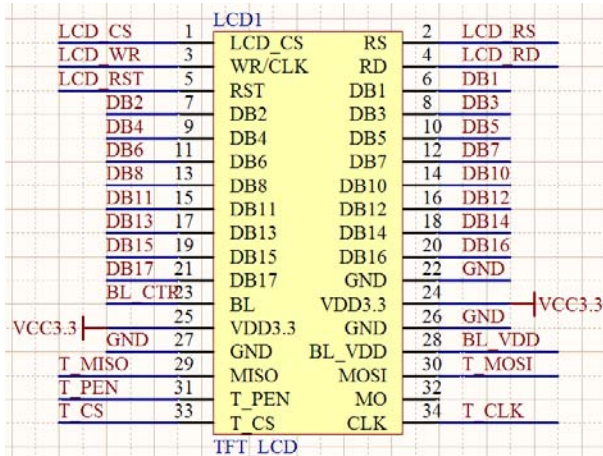 LCD1
LCD_CS 1 LCD_CS RS 2 LCD_RS
LCD_WR 3 WR/CLK RD 4 LCD_RD
LCD_RST 5 RST DB1 6 DB1
DB2 7 DB2 DB3 8 DB3
DB4 9 DB4 DB5 10 DB5
DB6 11 DB6 DB7 12 DB7
DB8 13 DB8 DB10 14 DB10
DB11 15 DB11 DB12 16 DB12
DB13 17 DB13 DB14 18 DB14
DB15 19 DB15 DB16 20 DB16
DB17 21 DB17 GND 22 GND
BL_CTR 23 BL VDD3.3 24 VCC3.3
VCC3.3 25 VDD3.3 GND 26 GND
GND 27 GND BL_VDD 28 BL_VDD
T_MISO 29 MISO MOSI 30 T_MOSI
T_PEN 31 T_PEN MO 32
T_CS 33 T_CS CLK 34 T_CLK
TFT_LCD